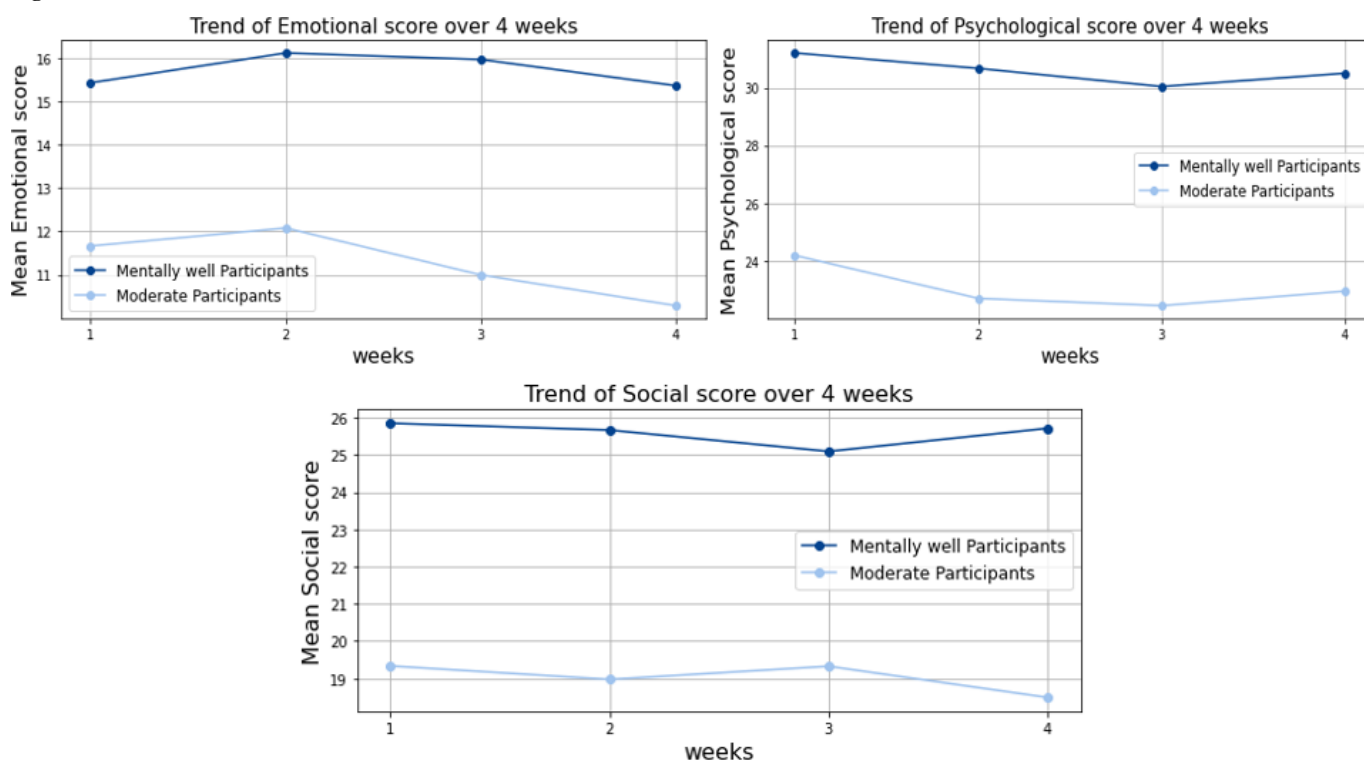 Trend of Emotional score over 4 weeks
Mean Emotional score
16
15
14
13
12
11
Mentally well Participants
Moderate Participants
1 2 3 4
weeks
Trend of Psychological score over 4 weeks
Mean Psychological score
30
28
26
24
Mentally well Participants
Moderate Participants
1 2 3 4
weeks
Trend of Social score over 4 weeks
Mean Social score
26
25
24
23
22
21
20
19
Mentally well Participants
Moderate Participants
1 2 3 4
weeks